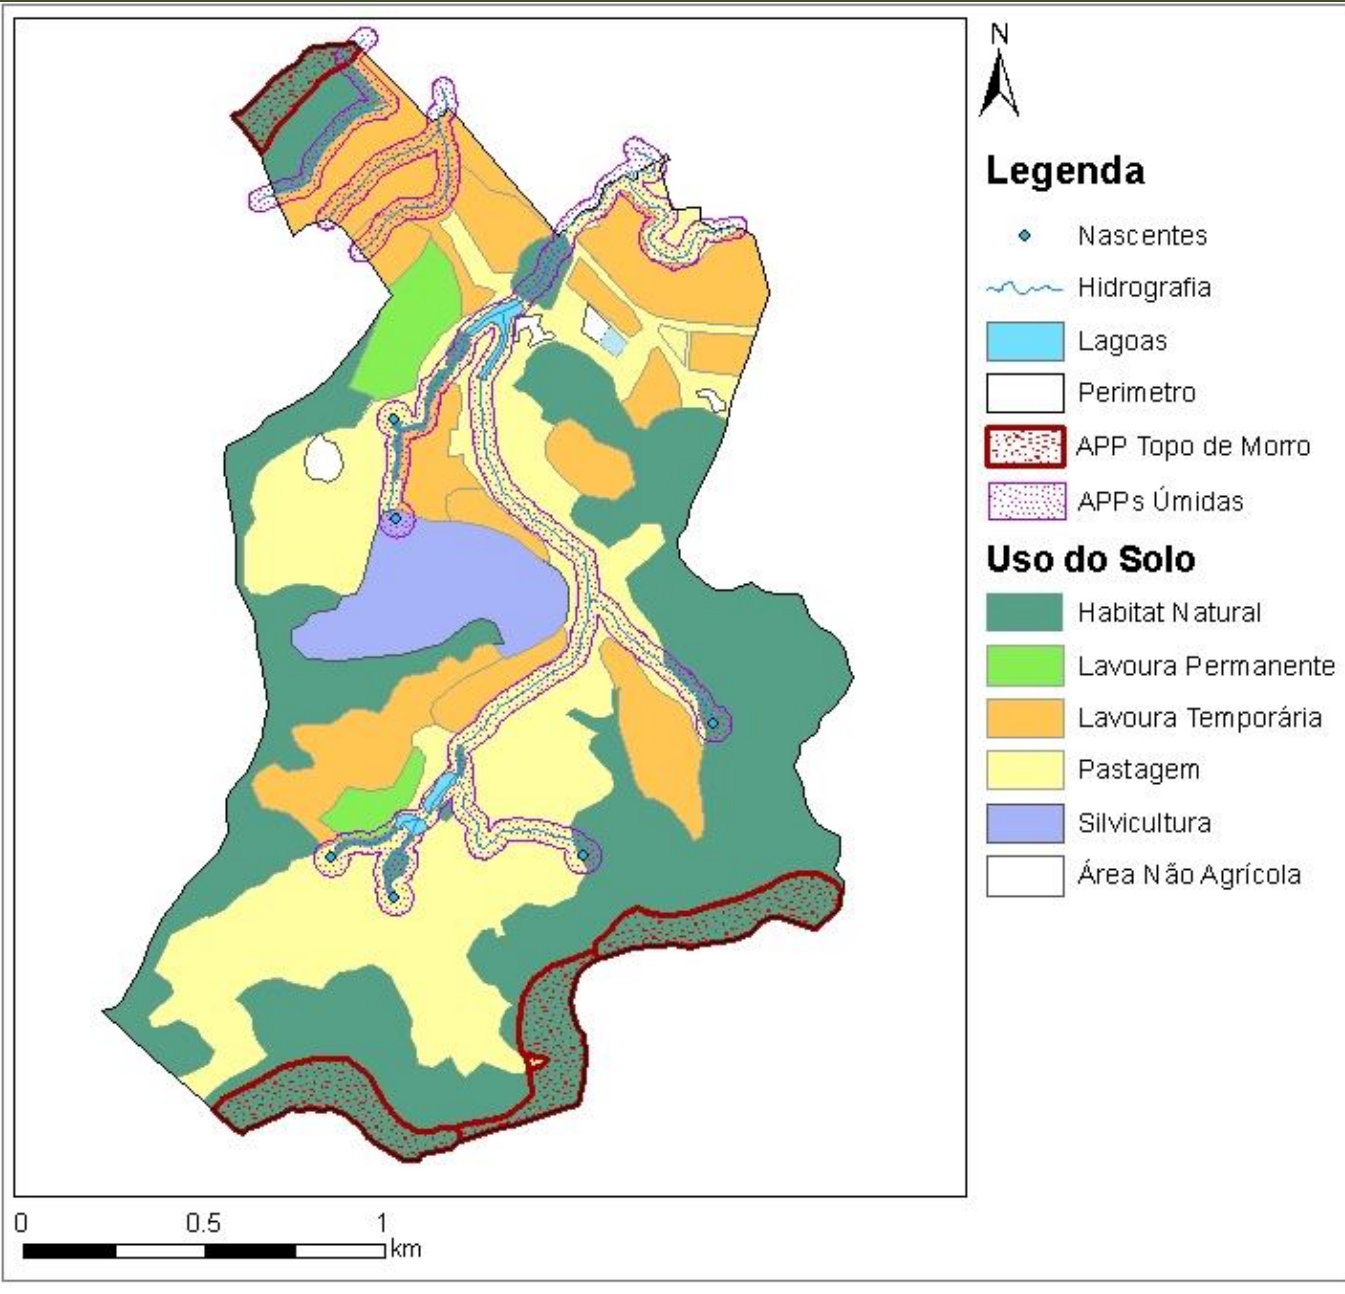 N
Legenda
Nascentes
Hidrografia
Lagoas
Perimetro
APP Topo de Morro
APPs Úmidas
Uso do Solo
Habitat Natural
Lavoura Permanente
Lavoura Temporária
Pastagem
Silvicultura
Área Não Agrícola
0 0.5 1
km